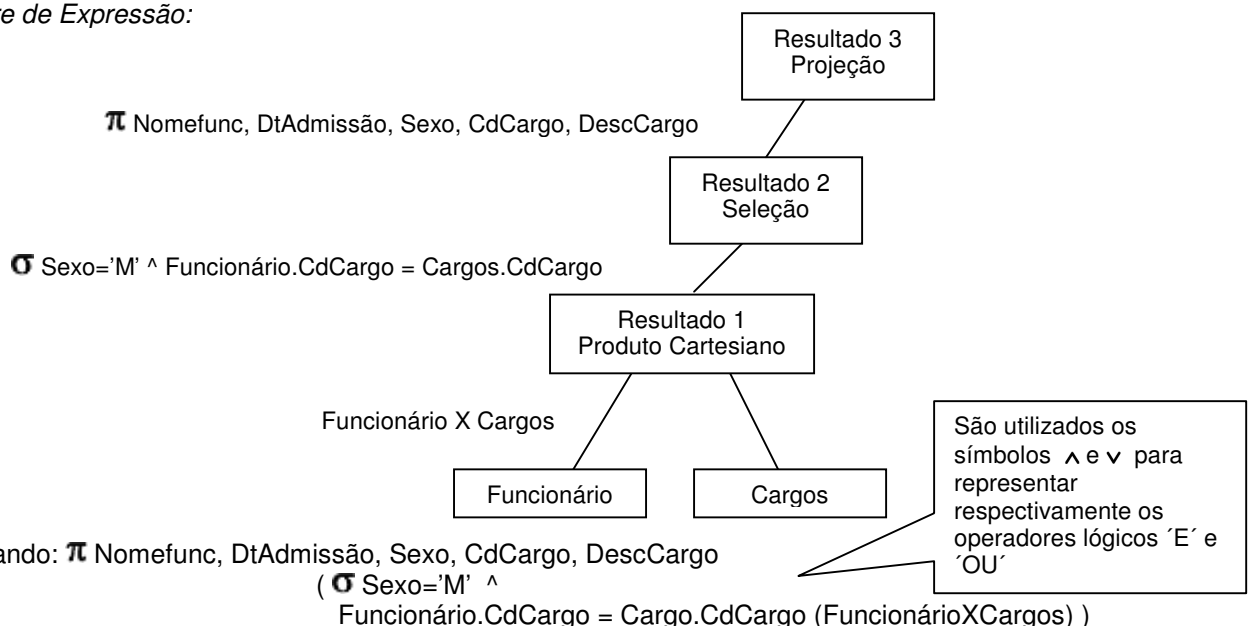 e de Expressão:
Resultado 3
Projeção
π Nomefunc, DtAdmissão, Sexo, CdCargo, DescCargo
Resultado 2
Seleção
σ Sexo='M' ^ Funcionário.CdCargo = Cargos.CdCargo
Resultado 1
Produto Cartesiano
Funcionário X Cargos
Funcionário
Cargos
São utilizados os
símbolos ∧ e ∨ para
representar
respectivamente os
operadores lógicos ´E´ e
´OU´
ando: π Nomefunc, DtAdmissão, Sexo, CdCargo, DescCargo
( σ Sexo='M' ^
Funcionário.CdCargo = Cargo.CdCargo (FuncionárioXCargos) )